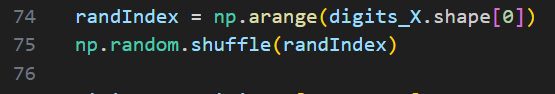 74 randIndex = np.arange(digits_X.shape[0])
75 np.random.shuffle(randIndex)
76